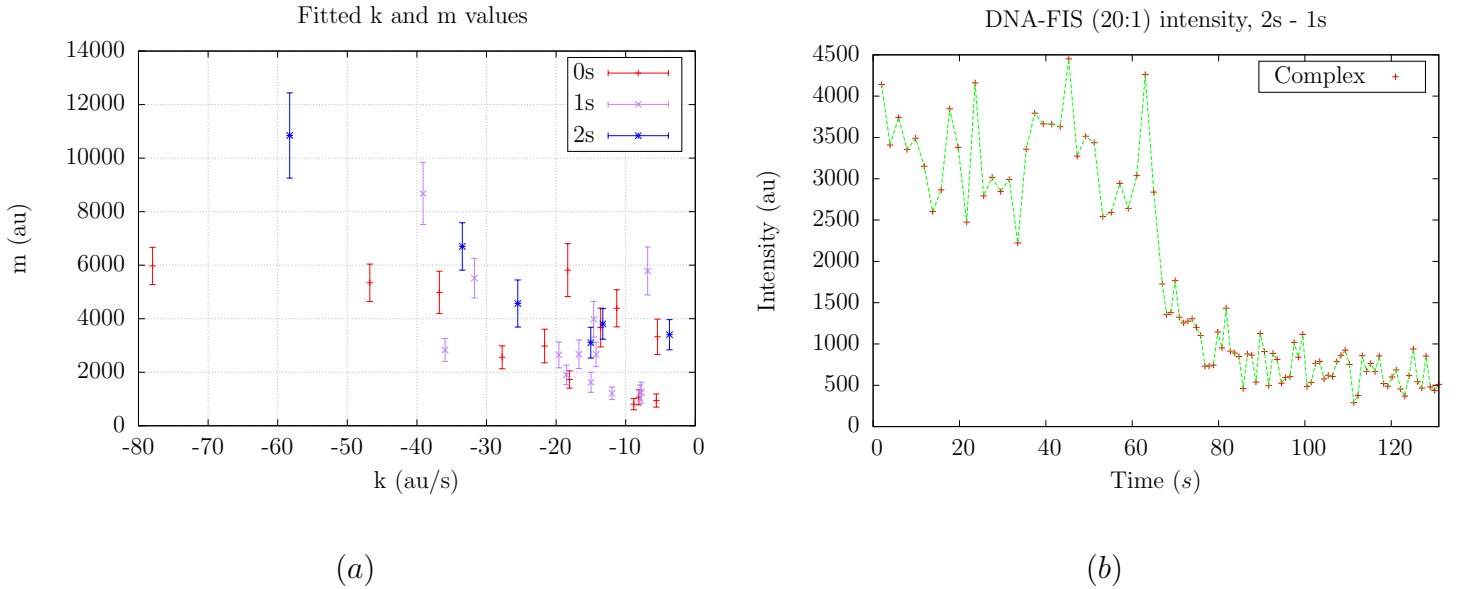 Fitted k and m values
m (au)
14000
12000
10000
8000
6000
4000
2000
0
0s
1s
2s
-80 -70 -60 -50 -40 -30 -20 -10 0
k (au/s)
(a)
DNA-FIS (20:1) intensity, 2s - 1s
Intensity (au)
4500
4000
3500
3000
2500
2000
1500
1000
500
0
Complex
0 20 40 60 80 100 120
Time (s)
(b)